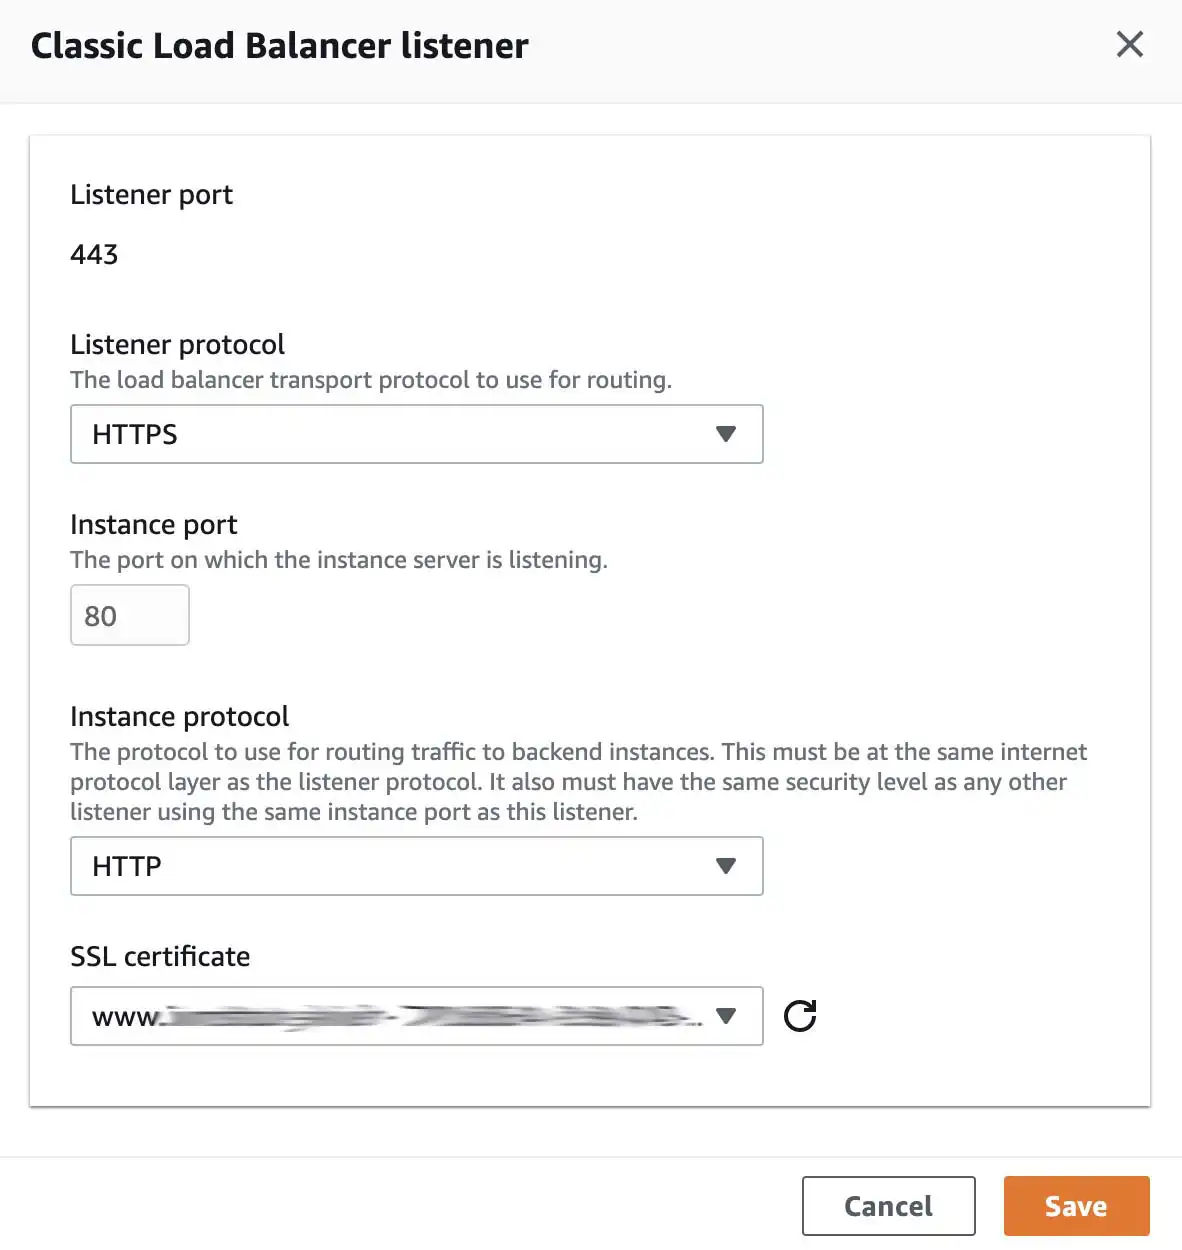 Classic Load Balancer listener
Listener port
443
Listener protocol
The load balancer transport protocol to use for routing.
HTTPS
Instance port
The port on which the instance server is listening.
80
Instance protocol
The protocol to use for routing traffic to backend instances. This must be at the same internet
protocol layer as the listener protocol. It also must have the same security level as any other
listener using the same instance port as this listener.
HTTP
SSL certificate
www.
Cancel
Save